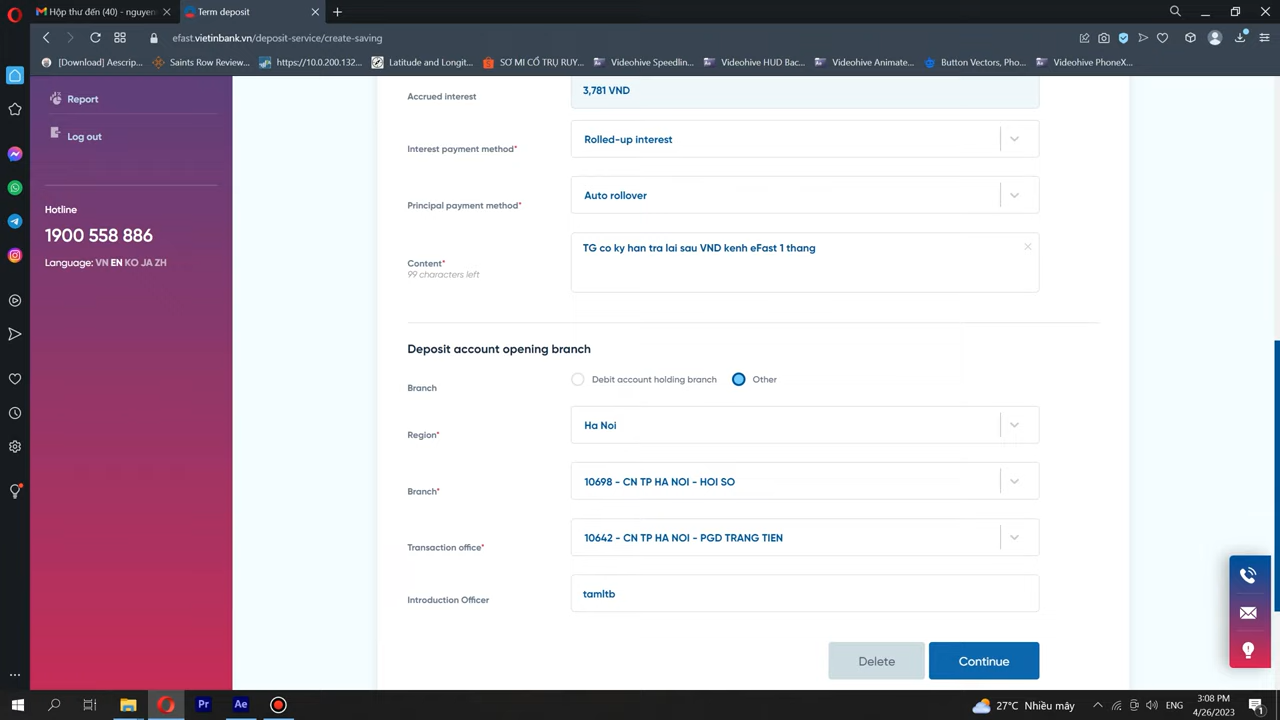 Hộp thư đến (40) - nguyen
Term deposit
efast.vietinbank.vn/deposit-service/create-saving
[Download] Aescrip...
Saints Row Review...
https://10.0.200.132...
Latitude and Longit...
SƠ MI CỔ TRỤ RUY...
Videohive Speedlin...
Videohive HUD Bac...
Videohive Animate...
Button Vectors, Pho...
Videohive PhoneX...
Report
Log out
Hotline
1900 558 886
Language: VN EN KO JA ZH
Accrued interest
3,781 VND
Interest payment method*
Rolled-up interest
Principal payment method*
Auto rollover
Content*
99 characters left
TG co ky han tra lai sau VND kenh eFast 1 thang
Deposit account opening branch
Branch
Debit account holding branch
Other
Region*
Ha Noi
Branch*
10698 - CN TP HA NOI - HOI SO
Transaction office*
10642 - CN TP HA NOI - PGD TRANG TIEN
Introduction Officer
tamltb
Delete
Continue
Pr
Ae
27°C Nhiều mây
ENG
3:08 PM
4/26/2023
1